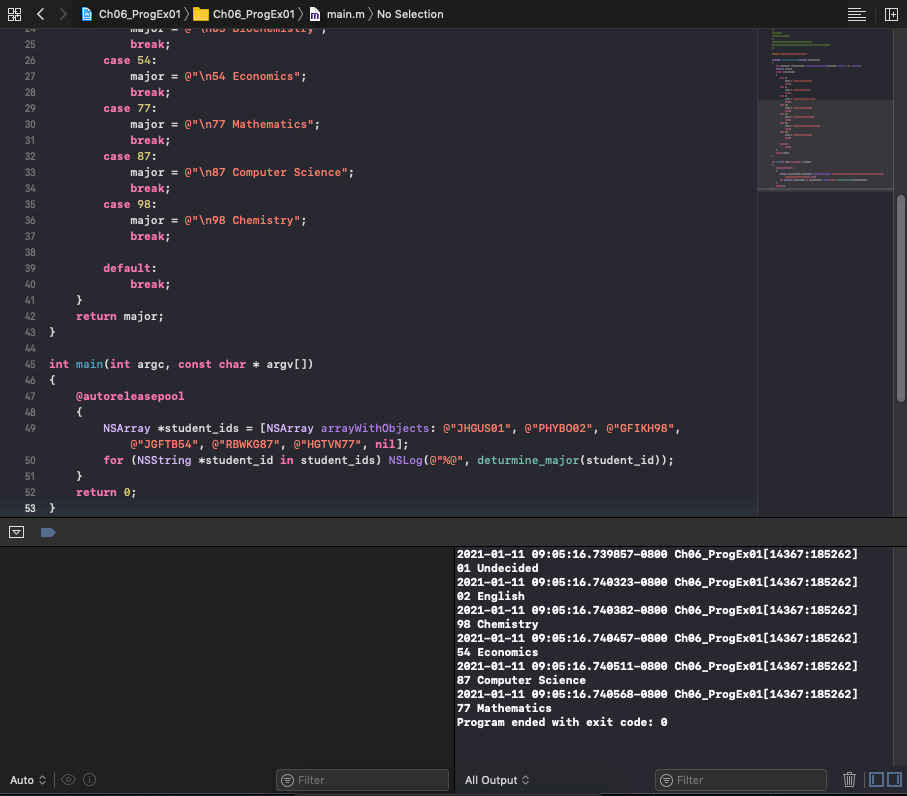 Ch06_ProgEx01 Ch06_ProgEx01 main.m No Selection
24 major = @"\n03 Biochemistry";
25 break;
26 case 54:
27 major = @"\n54 Economics";
28 break;
29 case 77:
30 major = @"\n77 Mathematics";
31 break;
32 case 87:
33 major = @"\n87 Computer Science";
34 break;
35 case 98:
36 major = @"\n98 Chemistry";
37 break;
38
39 default:
40 break;
41 }
42 return major;
43 }
44
45 int main(int argc, const char * argv[])
46 {
47 @autoreleasepool
48 {
49 NSArray *student_ids = [NSArray arrayWithObjects: @"JHGUS01", @"PHYBO02", @"GFIKH98",
@"JGFTB54", @"RBWKG87", @"HGTVN77", nil];
50 for (NSString *student_id in student_ids) NSLog(@"%@", deturmine_major(student_id));
51 }
52 return 0;
53 }
2021-01-11 09:05:16.739857-0800 Ch06_ProgEx01[14367:185262]
01 Undecided
2021-01-11 09:05:16.740323-0800 Ch06_ProgEx01[14367:185262]
02 English
2021-01-11 09:05:16.740382-0800 Ch06_ProgEx01[14367:185262]
98 Chemistry
2021-01-11 09:05:16.740457-0800 Ch06_ProgEx01[14367:185262]
54 Economics
2021-01-11 09:05:16.740511-0800 Ch06_ProgEx01[14367:185262]
87 Computer Science
2021-01-11 09:05:16.740568-0800 Ch06_ProgEx01[14367:185262]
77 Mathematics
Program ended with exit code: 0
Auto Filter All Output Filter